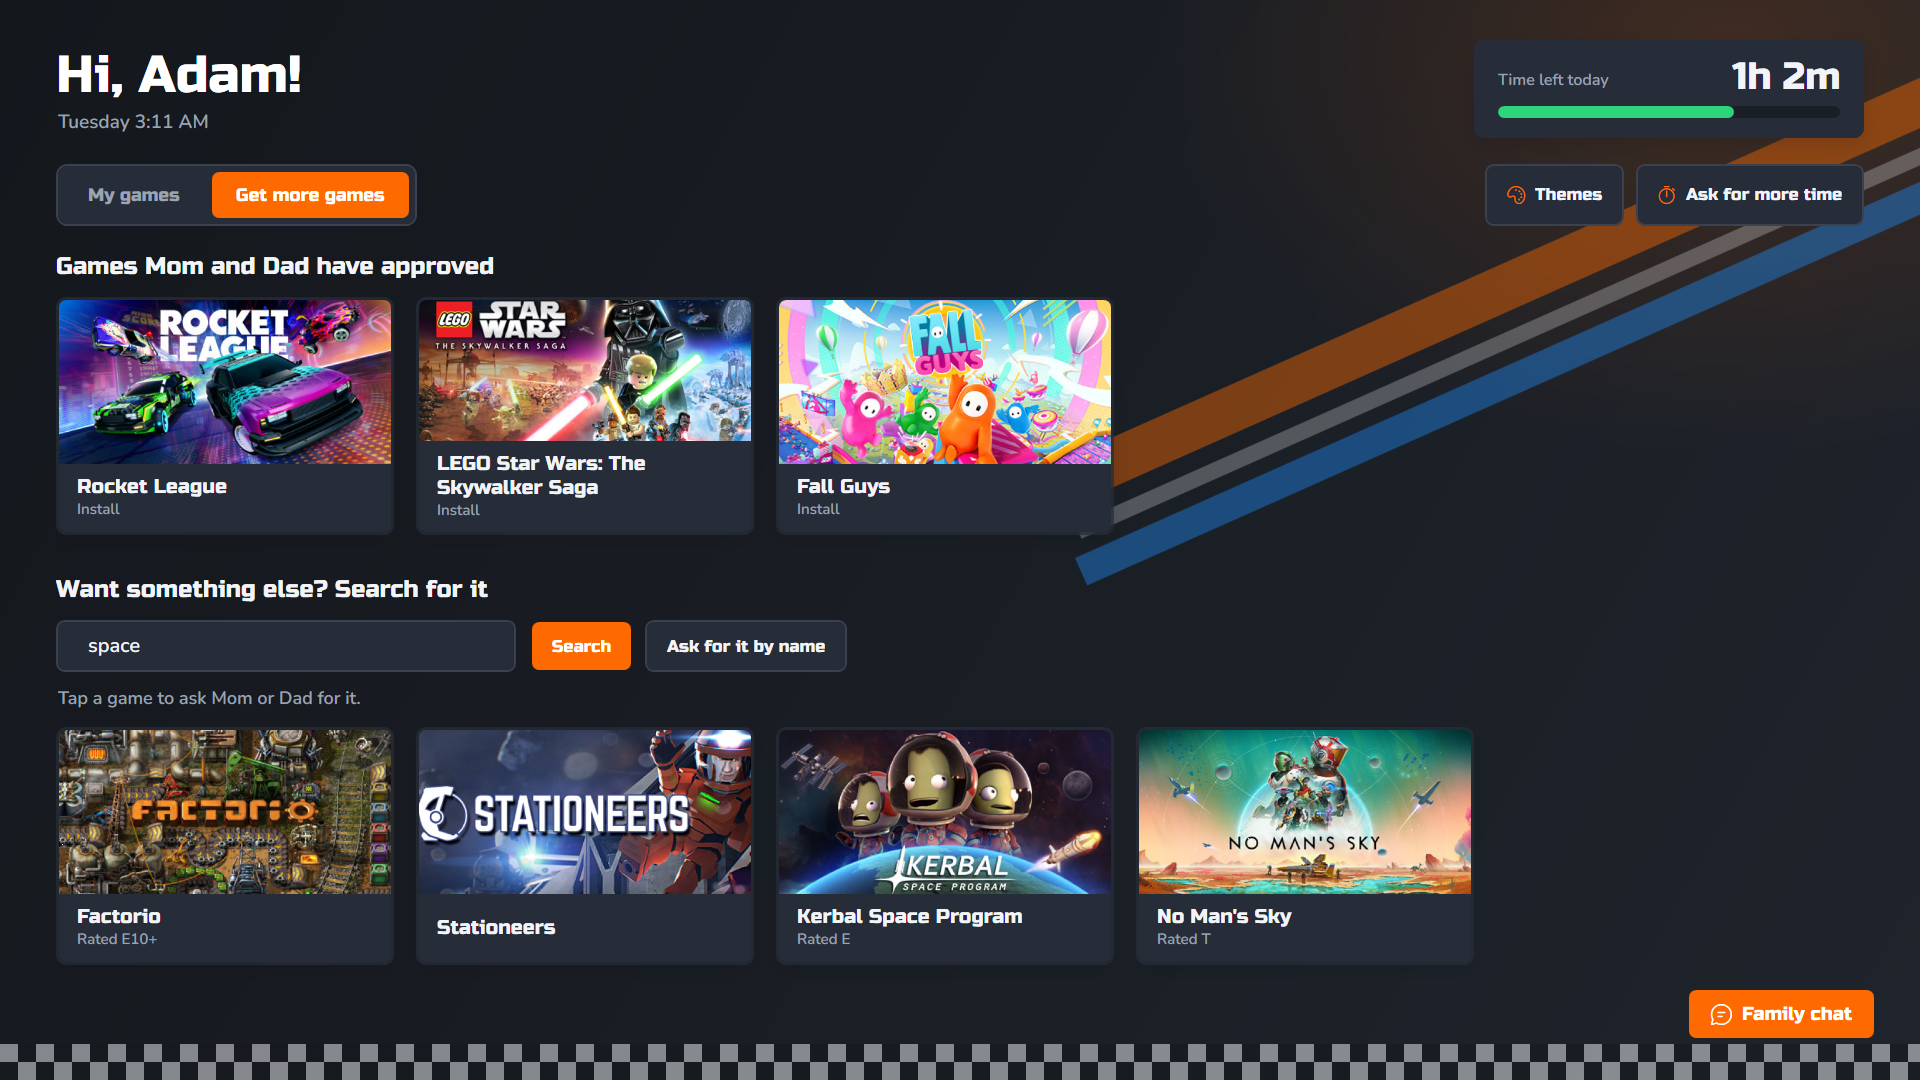 Hi, Adam!
Tuesday 3:11 AM
Time left today
1h 2m
My games
Get more games
Themes
Ask for more time
Games Mom and Dad have approved
ROCKET
LEAGUE
LEGO
STAR
WARS
THE SKYWALKER SAGA
FALL
GUYS
Rocket League
Install
LEGO Star Wars: The
Skywalker Saga
Install
Fall Guys
Install
Want something else? Search for it
space
Search
Ask for it by name
Tap a game to ask Mom or Dad for it.
FACTORIO
STATIONEERS
KERBAL
SPACE PROGRAM
NO MAN'S SKY
Factorio
Rated E10+
Stationeers
Kerbal Space Program
Rated E
No Man's Sky
Rated T
Family chat